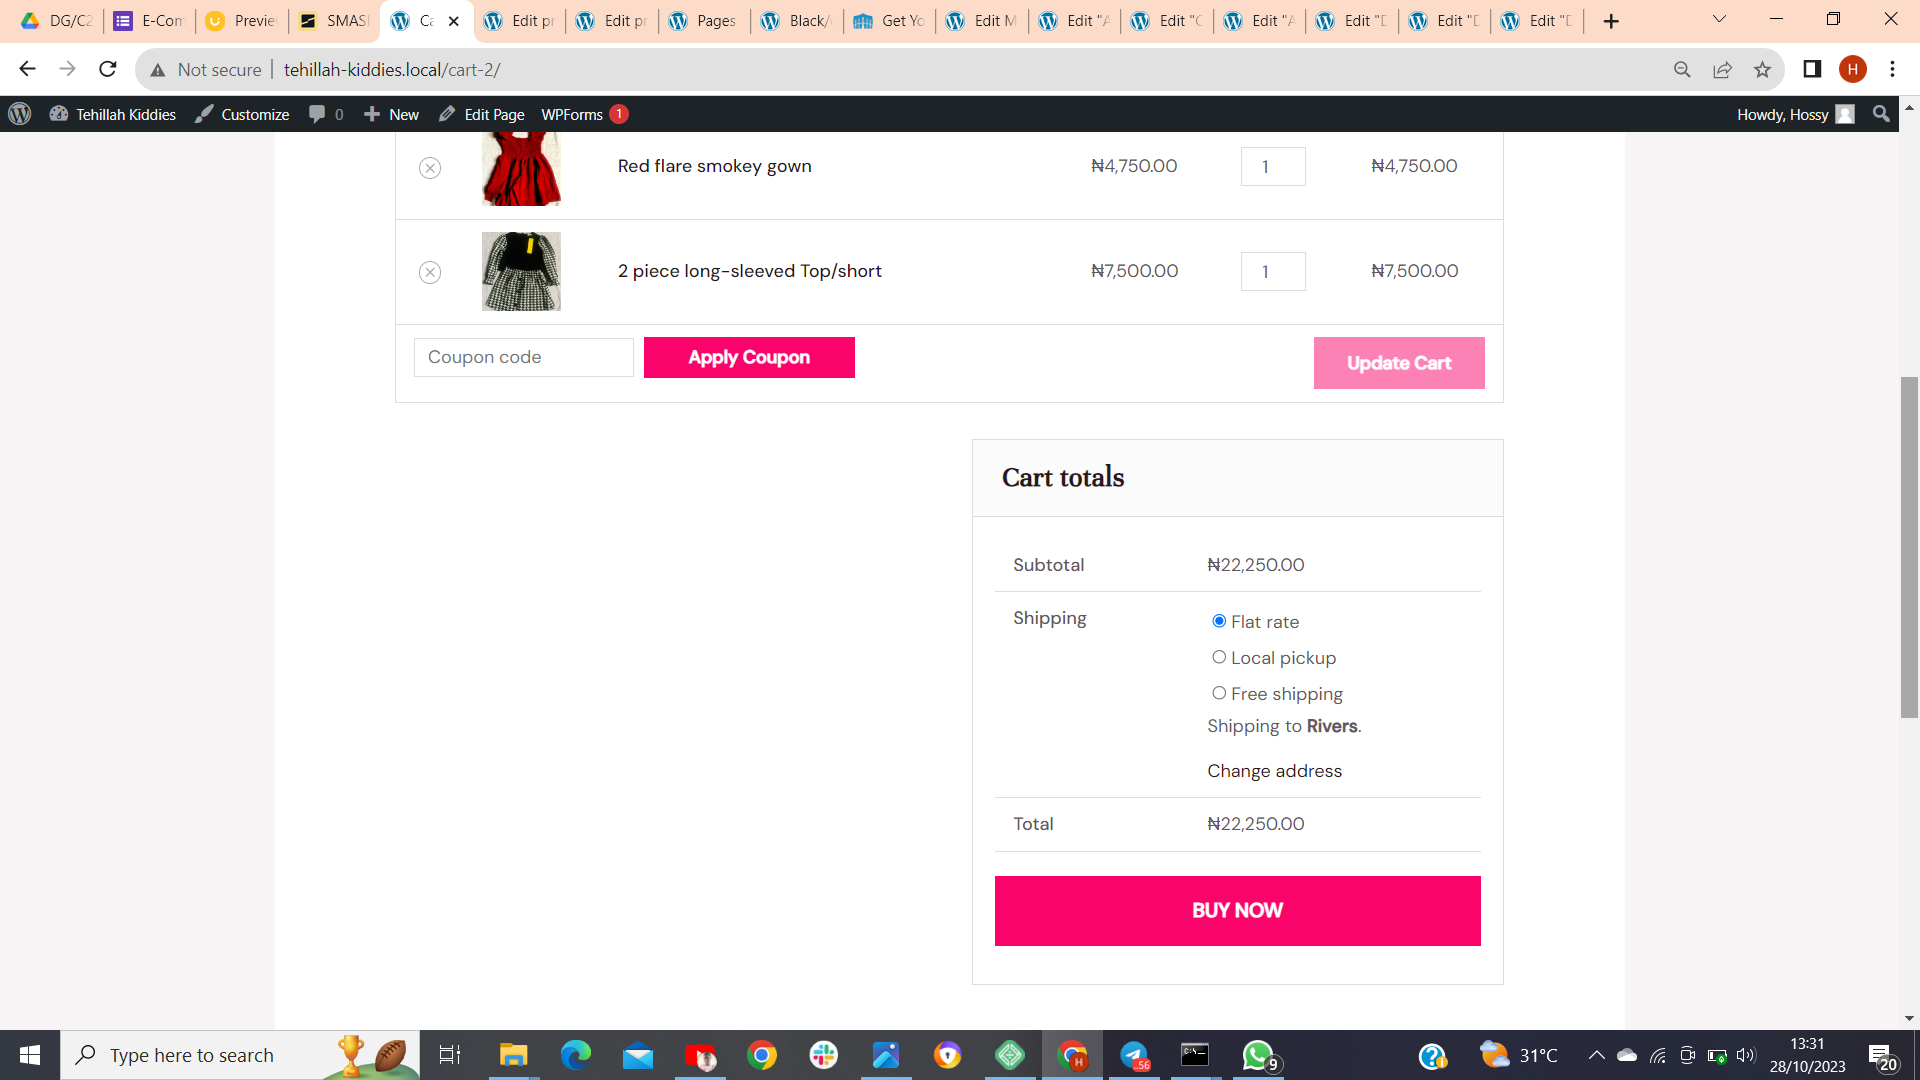 DG/C2
E-Com
Previe
SMAS
Ca
Edit pr
Edit pr
Pages
Black/
Get Yo
Edit M
Edit "A
Edit "C
Edit "A
Edit "D
Edit "D
Edit "D
Not secure
tehillah-kiddies.local/cart-2/
H
Tehillah Kiddies
Customize
0
New
Edit Page
WPForms 1
Howdy, Hossy
Red flare smokey gown ₦4,750.00 1 ₦4,750.00
2 piece long-sleeved Top/short ₦7,500.00 1 ₦7,500.00
Coupon code
Apply Coupon
Update Cart
Cart totals
Subtotal ₦22,250.00
Shipping
Flat rate
Local pickup
Free shipping
Shipping to Rivers.
Change address
Total ₦22,250.00
BUY NOW
Type here to search
H
.56
9
31°C
13:31
28/10/2023
20